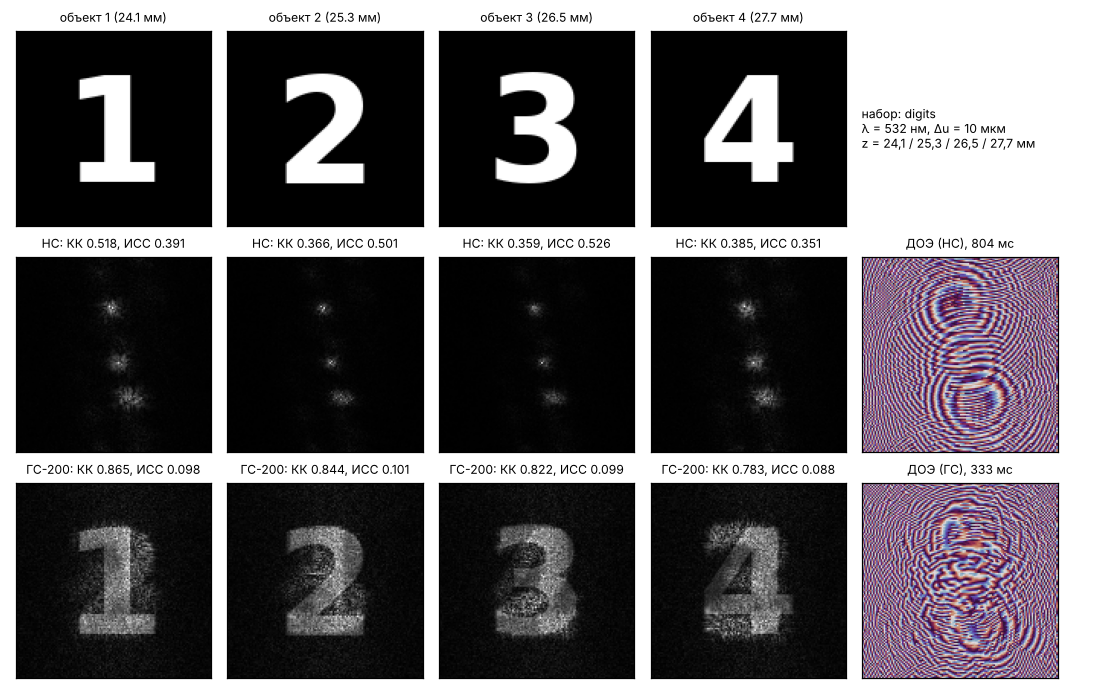 объект 1 (24.1 мм)
объект 2 (25.3 мм)
объект 3 (26.5 мм)
объект 4 (27.7 мм)
1
2
3
4
набор: digits
λ = 532 нм, Δu = 10 мкм
z = 24,1 / 25,3 / 26,5 / 27,7 мм
НС: КК 0.518, ИСС 0.391
НС: КК 0.366, ИСС 0.501
НС: КК 0.359, ИСС 0.526
НС: КК 0.385, ИСС 0.351
ДОЭ (НС), 804 мс
ГС-200: КК 0.865, ИСС 0.098
ГС-200: КК 0.844, ИСС 0.101
ГС-200: КК 0.822, ИСС 0.099
ГС-200: КК 0.783, ИСС 0.088
ДОЭ (ГС), 333 мс
1
2
3
4